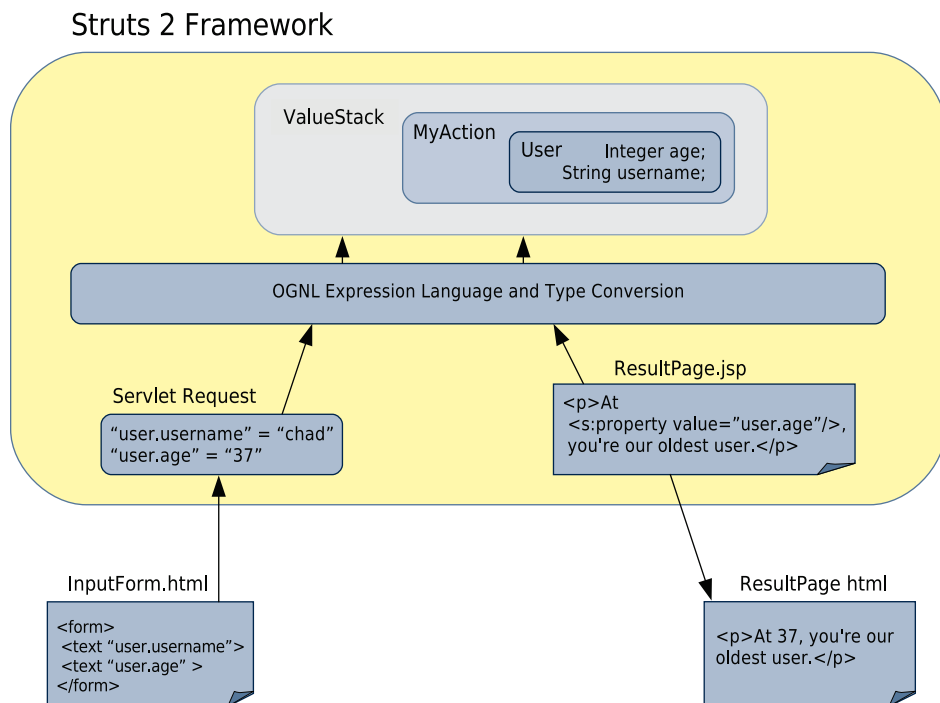 Struts 2 Framework
ValueStack
MyAction
User Integer age;
String username;
OGNL Expression Language and Type Conversion
Servlet Request
“user.username” = “chad”
“user.age” = “37”
ResultPage.jsp
<p>At
<s:property value=”user.age”/>,
you're our oldest user.</p>
InputForm.html
<form>
<text “user.username”>
<text “user.age” >
</form>
ResultPage html
<p>At 37, you're our
oldest user.</p>